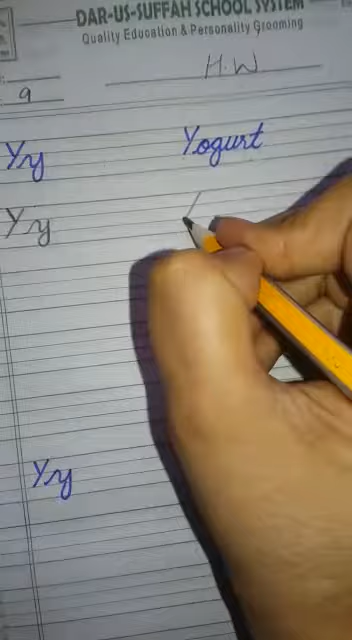 DAR-US-SUFFAH SCHOOL SYSTEM
Quality Education & Personality Grooming
H.W
9
Yy Yogurt
Yy
Yy